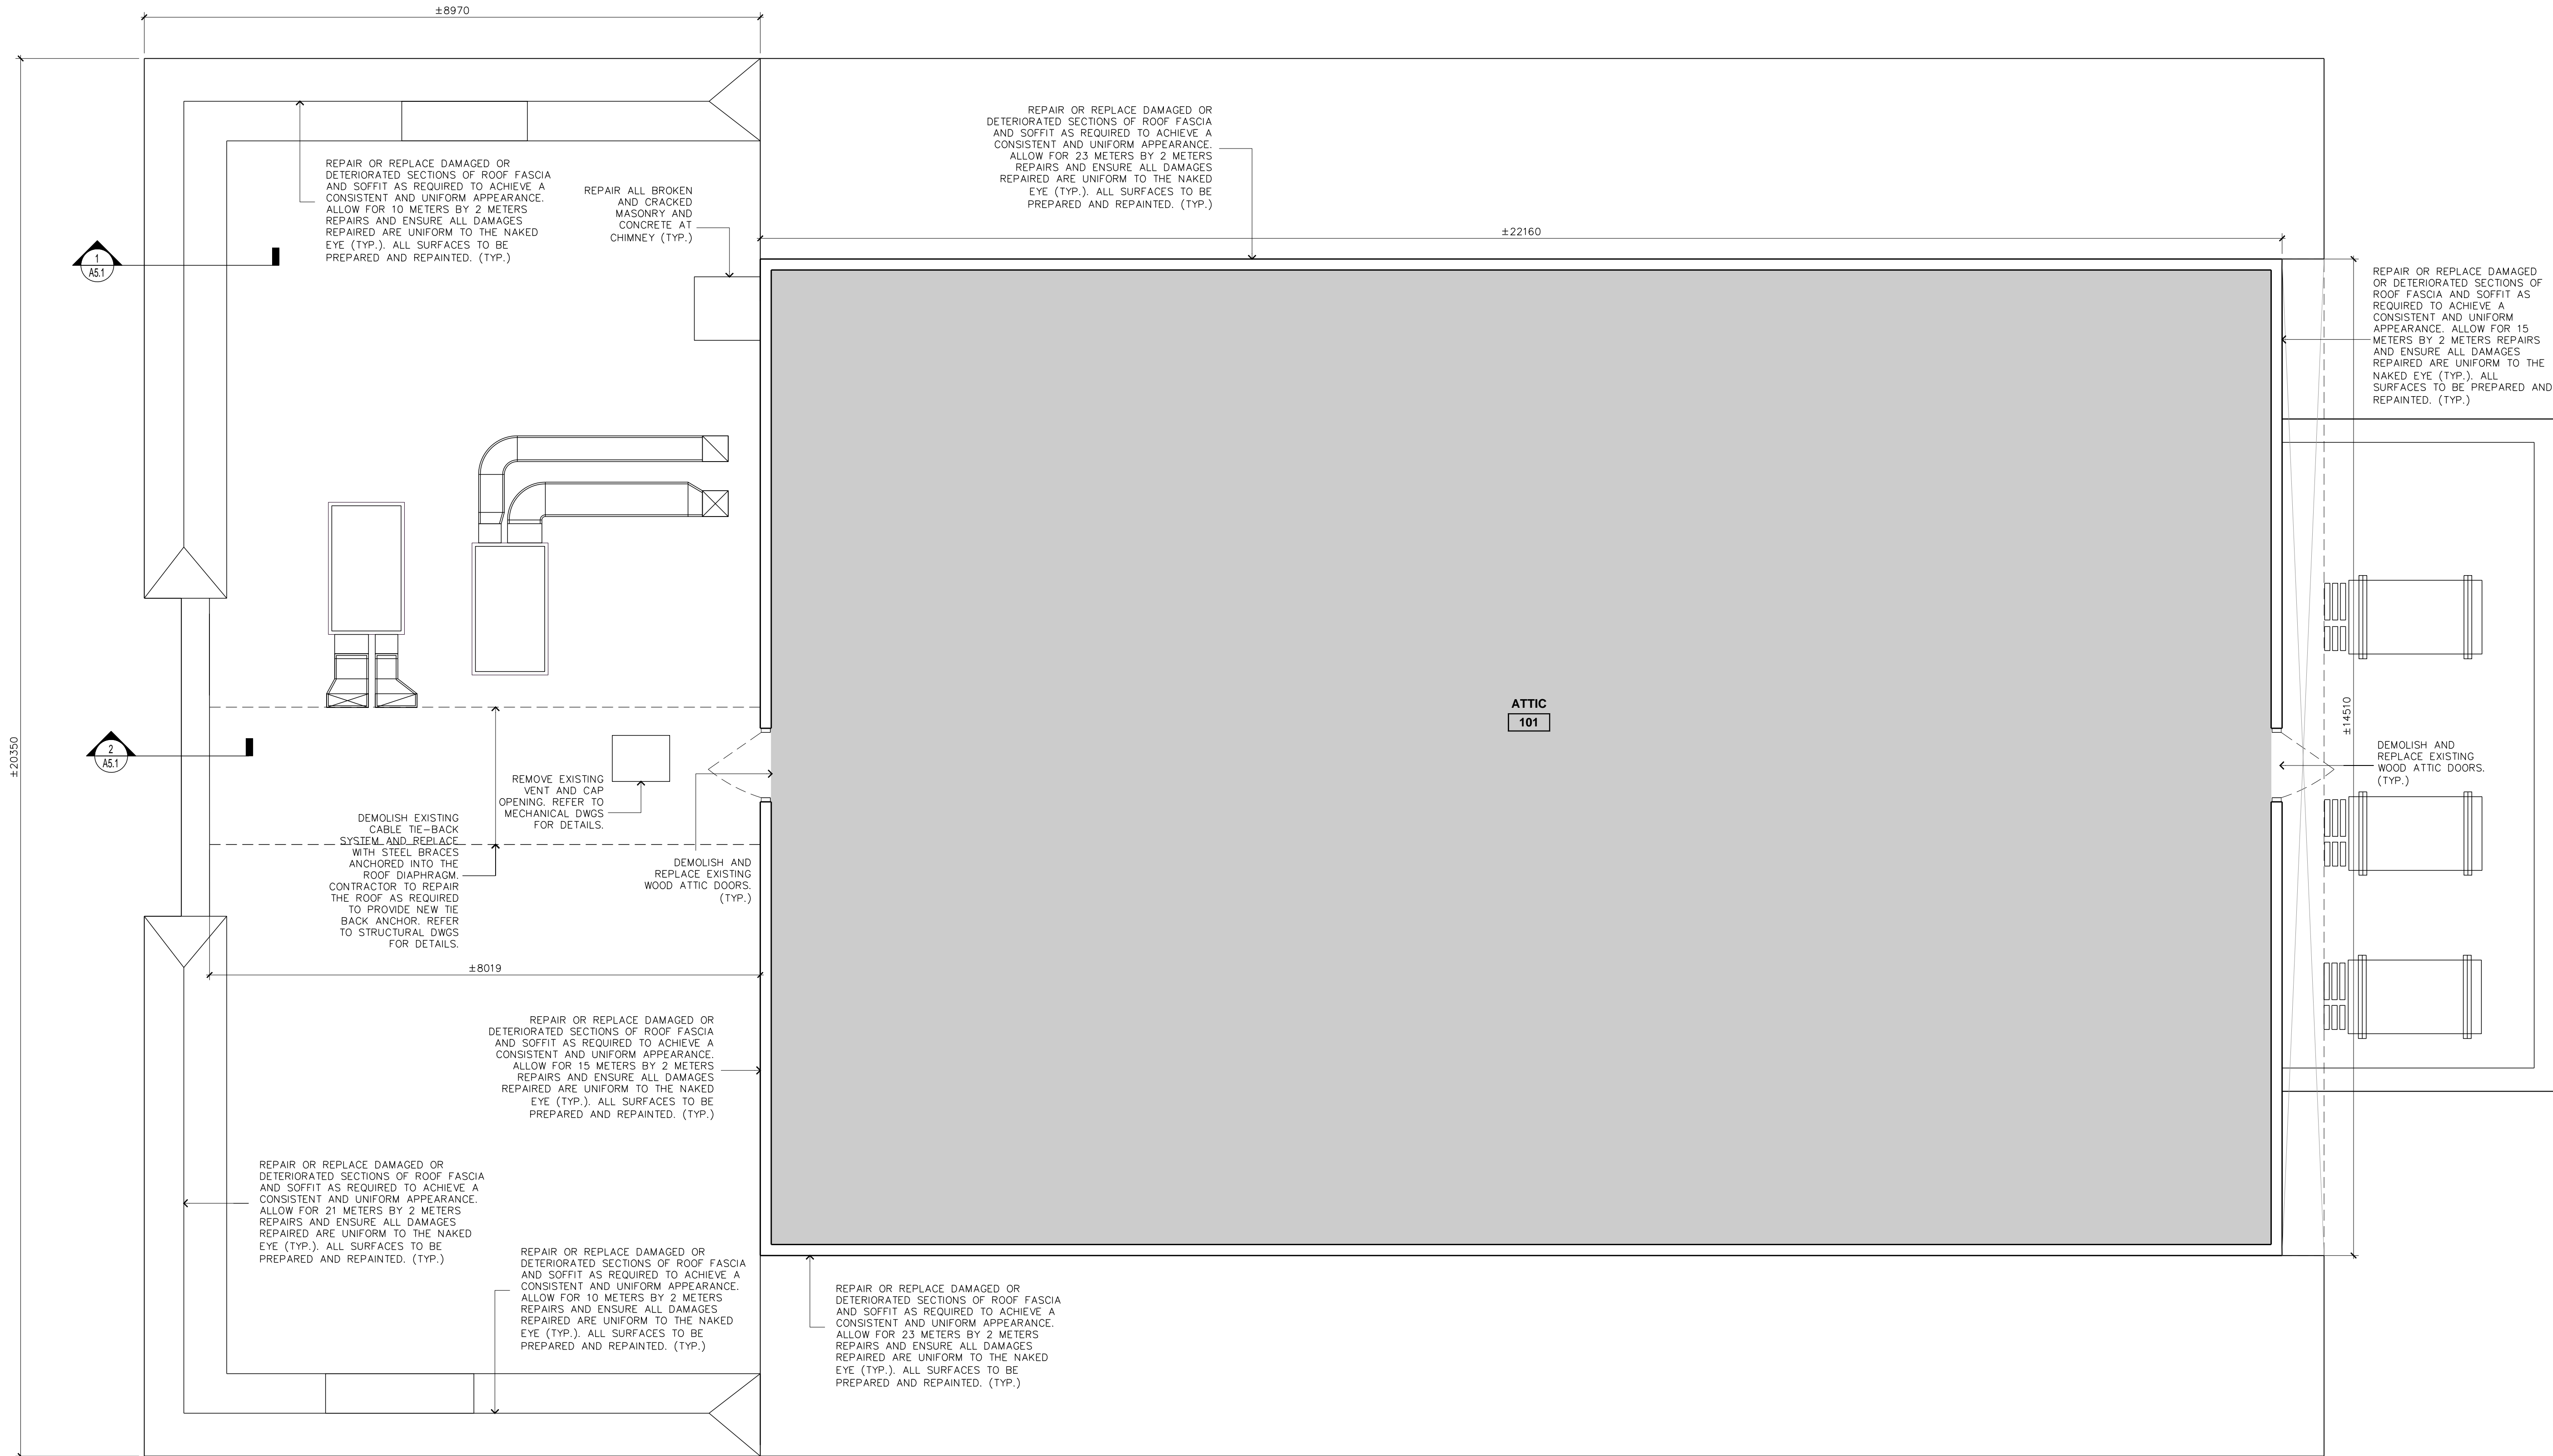 ±8970
REPAIR OR REPLACE DAMAGED OR
DETERIORATED SECTIONS OF ROOF FASCIA
AND SOFFIT AS REQUIRED TO ACHIEVE A
CONSISTENT AND UNIFORM APPEARANCE.
ALLOW FOR 23 METERS BY 2 METERS
REPAIRS AND ENSURE ALL DAMAGES
REPAIRED ARE UNIFORM TO THE NAKED
EYE (TYP.). ALL SURFACES TO BE
PREPARED AND REPAINTED. (TYP.)
REPAIR OR REPLACE DAMAGED OR
DETERIORATED SECTIONS OF ROOF FASCIA
AND SOFFIT AS REQUIRED TO ACHIEVE A
CONSISTENT AND UNIFORM APPEARANCE.
ALLOW FOR 10 METERS BY 2 METERS
REPAIRS AND ENSURE ALL DAMAGES
REPAIRED ARE UNIFORM TO THE NAKED
EYE (TYP.). ALL SURFACES TO BE
PREPARED AND REPAINTED. (TYP.)
REPAIR ALL BROKEN
AND CRACKED
MASONRY AND
CONCRETE AT
CHIMNEY (TYP.)
±22160
1
A5.1
REPAIR OR REPLACE DAMAGED
OR DETERIORATED SECTIONS OF
ROOF FASCIA AND SOFFIT AS
REQUIRED TO ACHIEVE A
CONSISTENT AND UNIFORM
APPEARANCE. ALLOW FOR 15
METERS BY 2 METERS REPAIRS
AND ENSURE ALL DAMAGES
REPAIRED ARE UNIFORM TO THE
NAKED EYE (TYP.). ALL
SURFACES TO BE PREPARED AND
REPAINTED. (TYP.)
ATTIC
101
±14510
±20350
2
A5.1
DEMOLISH AND
REPLACE EXISTING
WOOD ATTIC DOORS.
(TYP.)
REMOVE EXISTING
VENT AND CAP
OPENING. REFER TO
MECHANICAL DWGS
FOR DETAILS.
DEMOLISH EXISTING
CABLE TIE-BACK
SYSTEM AND REPLACE
WITH STEEL BRACES
ANCHORED INTO THE
ROOF DIAPHRAGM.
CONTRACTOR TO REPAIR
THE ROOF AS REQUIRED
TO PROVIDE NEW TIE
BACK ANCHOR. REFER
TO STRUCTURAL DWGS
FOR DETAILS.
DEMOLISH AND
REPLACE EXISTING
WOOD ATTIC DOORS.
(TYP.)
±8019
REPAIR OR REPLACE DAMAGED OR
DETERIORATED SECTIONS OF ROOF FASCIA
AND SOFFIT AS REQUIRED TO ACHIEVE A
CONSISTENT AND UNIFORM APPEARANCE.
ALLOW FOR 15 METERS BY 2 METERS
REPAIRS AND ENSURE ALL DAMAGES
REPAIRED ARE UNIFORM TO THE NAKED
EYE (TYP.). ALL SURFACES TO BE
PREPARED AND REPAINTED. (TYP.)
REPAIR OR REPLACE DAMAGED OR
DETERIORATED SECTIONS OF ROOF FASCIA
AND SOFFIT AS REQUIRED TO ACHIEVE A
CONSISTENT AND UNIFORM APPEARANCE.
ALLOW FOR 21 METERS BY 2 METERS
REPAIRS AND ENSURE ALL DAMAGES
REPAIRED ARE UNIFORM TO THE NAKED
EYE (TYP.). ALL SURFACES TO BE
PREPARED AND REPAINTED. (TYP.)
REPAIR OR REPLACE DAMAGED OR
DETERIORATED SECTIONS OF ROOF FASCIA
AND SOFFIT AS REQUIRED TO ACHIEVE A
CONSISTENT AND UNIFORM APPEARANCE.
ALLOW FOR 10 METERS BY 2 METERS
REPAIRS AND ENSURE ALL DAMAGES
REPAIRED ARE UNIFORM TO THE NAKED
EYE (TYP.). ALL SURFACES TO BE
PREPARED AND REPAINTED. (TYP.)
REPAIR OR REPLACE DAMAGED OR
DETERIORATED SECTIONS OF ROOF FASCIA
AND SOFFIT AS REQUIRED TO ACHIEVE A
CONSISTENT AND UNIFORM APPEARANCE.
ALLOW FOR 23 METERS BY 2 METERS
REPAIRS AND ENSURE ALL DAMAGES
REPAIRED ARE UNIFORM TO THE NAKED
EYE (TYP.). ALL SURFACES TO BE
PREPARED AND REPAINTED. (TYP.)